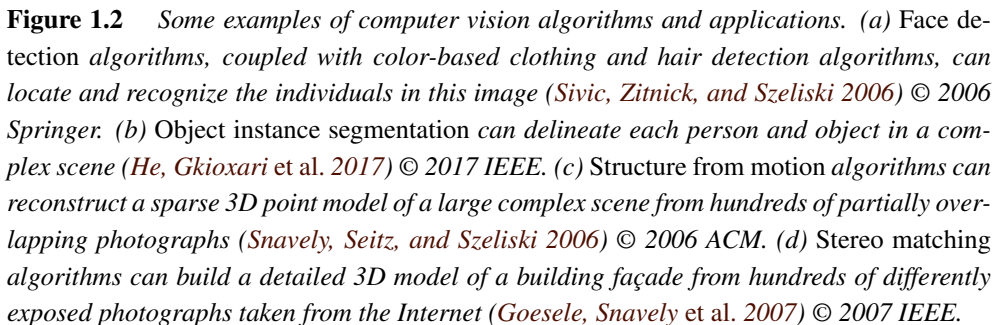 Figure 1.2 Some examples of computer vision algorithms and applications. (a) Face de-
tection algorithms, coupled with color-based clothing and hair detection algorithms, can
locate and recognize the individuals in this image (Sivic, Zitnick, and Szeliski 2006) © 2006
Springer. (b) Object instance segmentation can delineate each person and object in a com-
plex scene (He, Gkioxari et al. 2017) © 2017 IEEE. (c) Structure from motion algorithms can
reconstruct a sparse 3D point model of a large complex scene from hundreds of partially over-
lapping photographs (Snavely, Seitz, and Szeliski 2006) © 2006 ACM. (d) Stereo matching
algorithms can build a detailed 3D model of a building façade from hundreds of differently
exposed photographs taken from the Internet (Goesele, Snavely et al. 2007) © 2007 IEEE.